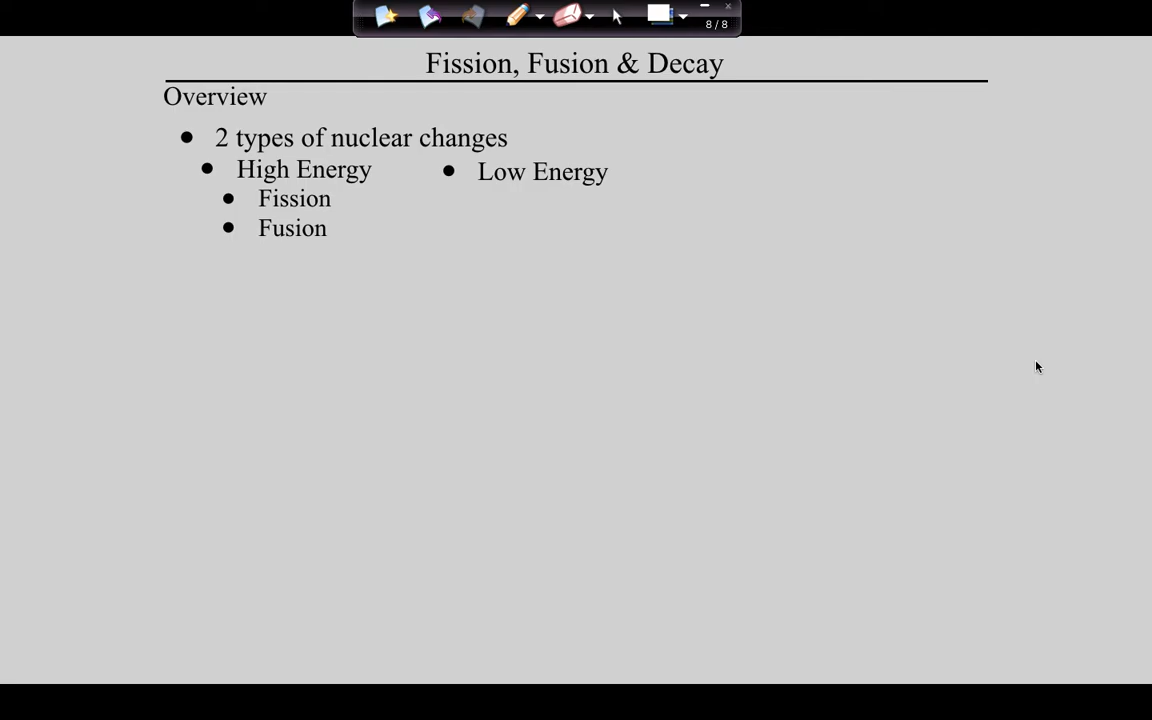 8 / 8
Fission, Fusion & Decay
Overview
● 2 types of nuclear changes
● High Energy
● Low Energy
● Fission
● Fusion